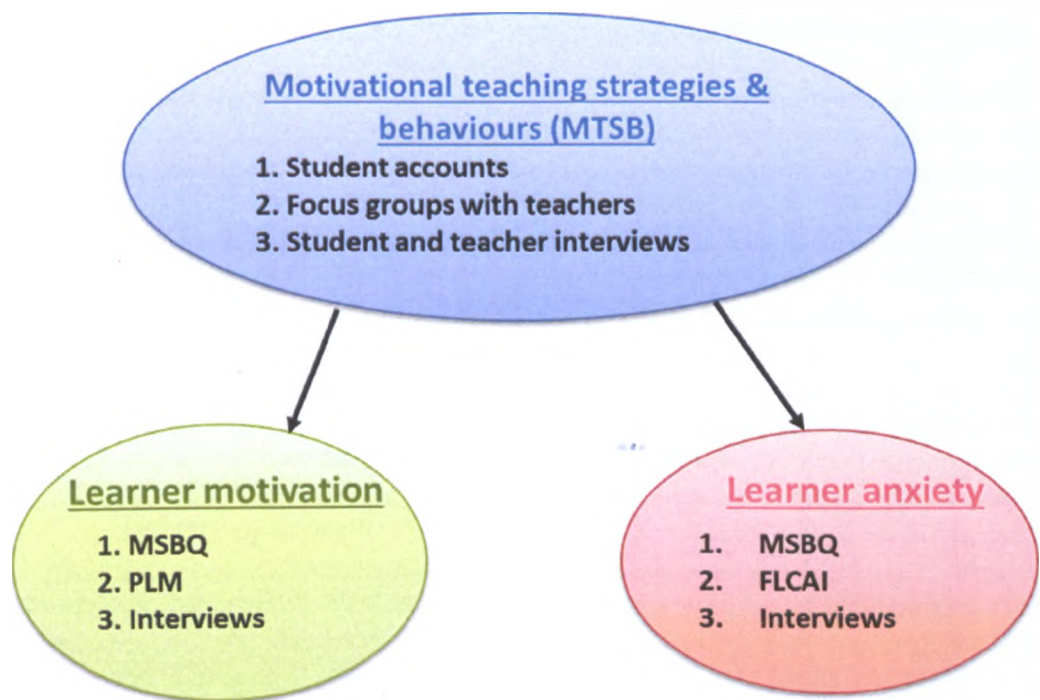 Motivational teaching strategies &
behaviours (MTSB)
1. Student accounts
2. Focus groups with teachers
3. Student and teacher interviews
Learner motivation
1. MSBQ
2. PLM
3. Interviews
Learner anxiety
1. MSBQ
2. FLCAI
3. Interviews